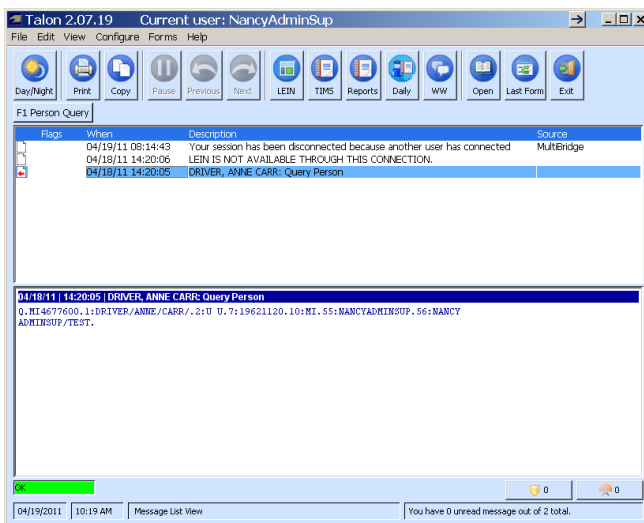 Talon 2.07.19 Current user: NancyAdminSup
File Edit View Configure Forms Help
Day/Night Print Copy Pause Previous Next LEIN TIMS Reports Daily WW Open Last Form Exit
F1 Person Query
Flags When Description Source
04/19/11 08:14:43 Your session has been disconnected because another user has connected MultiBridge
04/18/11 14:20:06 LEIN IS NOT AVAILABLE THROUGH THIS CONNECTION.
04/18/11 14:20:05 DRIVER, ANNE CARR: Query Person
04/18/11 | 14:20:05 | DRIVER, ANNE CARR: Query Person
Q.MI4677600.1:DRIVER/ANNE/CARR/.2:U U.7:19621120.10:MI.55:NANCYADMINSUP.56:NANCY
ADMINSUP/TEST.
OK
0 0
04/19/2011 10:19 AM Message List View You have 0 unread message out of 2 total.